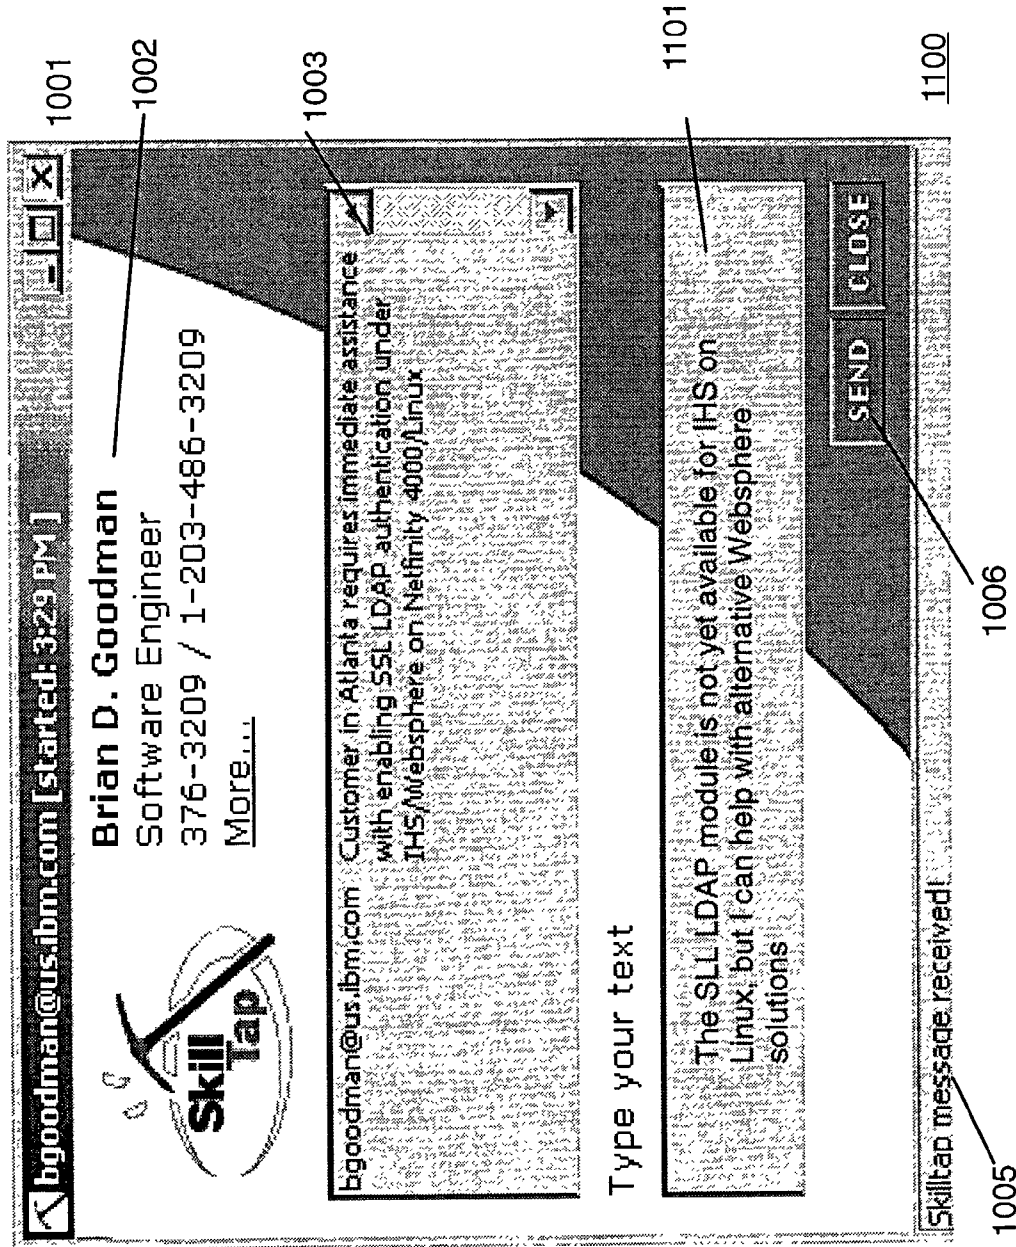 bgoodman@us.ibm.com [started: 3:29 PM ]
1001
Brian D. Goodman
1002
Software Engineer
376-3209 / 1-203-486-3209
More...
Skill
Tap
1003
bgoodman@us.ibm.com Customer in Atlanta requires immediate assistance
with enabling SSL LDAP authentication under
IHS/Websphere on Netfinity 4000/Linux
Type your text
1101
The SLL LDAP module is not yet available for IHS on
Linux, but I can help with alternative Websphere
solutions
SEND CLOSE
Skilltap message received!
1100
1006
1005